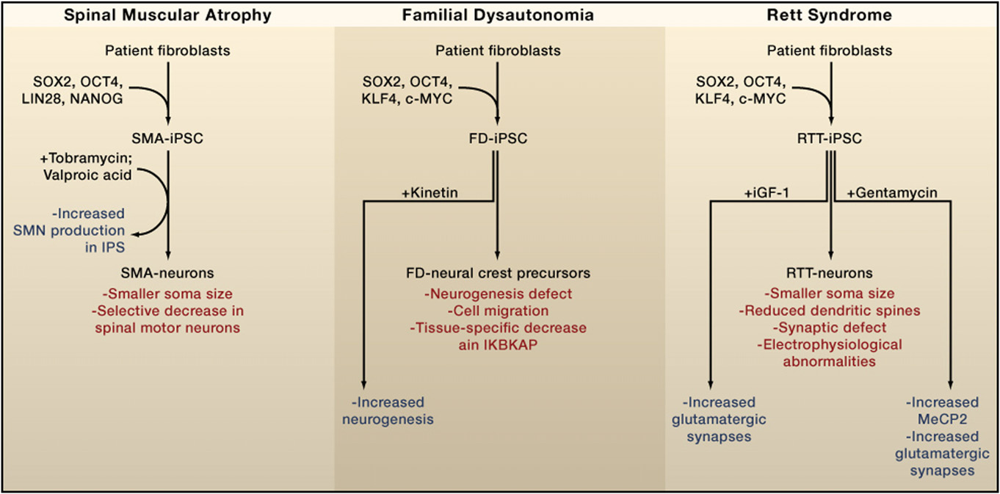 Spinal Muscular Atrophy
Patient fibroblasts
SOX2, OCT4,
LIN28, NANOG
SMA-iPSC
+Tobramycin;
Valproic acid
-Increased
SMN production
in IPS
SMA-neurons
-Smaller soma size
-Selective decrease in
spinal motor neurons
Familial Dysautonomia
Patient fibroblasts
SOX2, OCT4,
KLF4, c-MYC
FD-iPSC
+Kinetin
FD-neural crest precursors
-Neurogenesis defect
-Cell migration
-Tissue-specific decrease
ain IKBKAP
-Increased
neurogenesis
Rett Syndrome
Patient fibroblasts
SOX2, OCT4,
KLF4, c-MYC
RTT-iPSC
+iGF-1
+Gentamycin
RTT-neurons
-Smaller soma size
-Reduced dendritic spines
-Synaptic defect
-Electrophysiological
abnormalities
-Increased
glutamatergic
synapses
-Increased
MeCP2
-Increased
glutamatergic
synapses